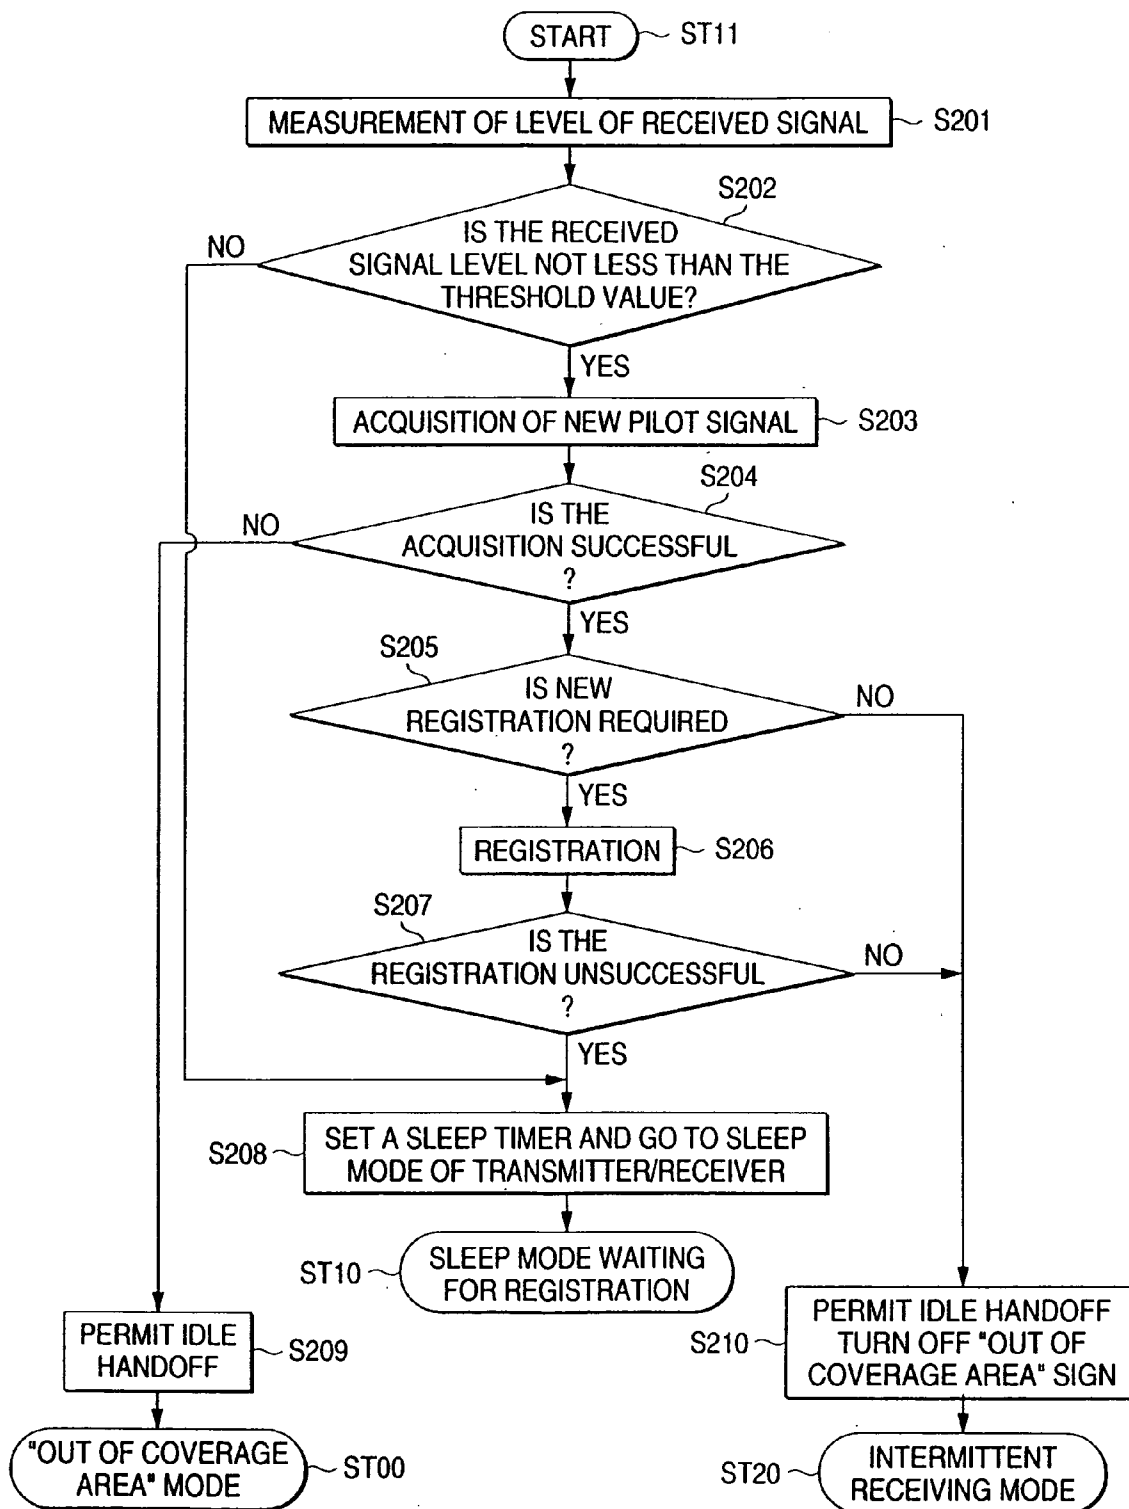 START
ST11
MEASUREMENT OF LEVEL OF RECEIVED SIGNAL
S201
S202
IS THE RECEIVED
SIGNAL LEVEL NOT LESS THAN THE
THRESHOLD VALUE?
NO
YES
ACQUISITION OF NEW PILOT SIGNAL
S203
S204
IS THE
ACQUISITION SUCCESSFUL
?
NO
YES
S205
IS NEW
REGISTRATION REQUIRED
?
NO
YES
REGISTRATION
S206
S207
IS THE
REGISTRATION UNSUCCESSFUL
?
NO
YES
S208
SET A SLEEP TIMER AND GO TO SLEEP
MODE OF TRANSMITTER/RECEIVER
ST10
SLEEP MODE WAITING
FOR REGISTRATION
PERMIT IDLE
HANDOFF
S209
S210
PERMIT IDLE HANDOFF
TURN OFF "OUT OF
COVERAGE AREA" SIGN
"OUT OF COVERAGE
AREA" MODE
ST00
ST20
INTERMITTENT
RECEIVING MODE